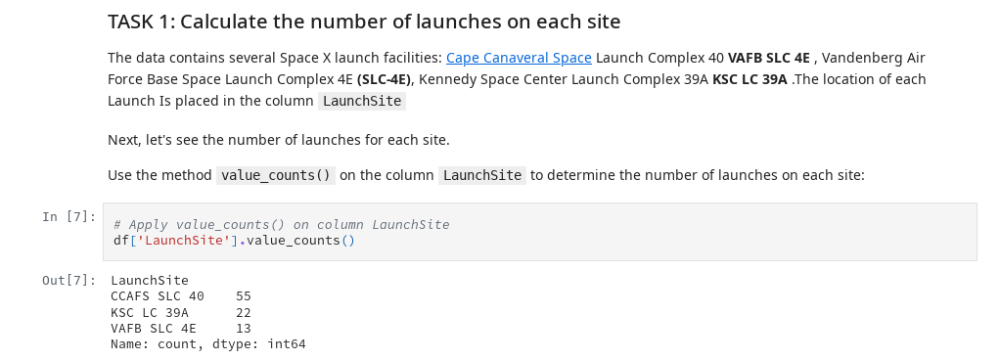 TASK 1: Calculate the number of launches on each site
The data contains several Space X launch facilities: Cape Canaveral Space Launch Complex 40 VAFB SLC 4E , Vandenberg Air
Force Base Space Launch Complex 4E (SLC-4E), Kennedy Space Center Launch Complex 39A KSC LC 39A .The location of each
Launch Is placed in the column LaunchSite
Next, let's see the number of launches for each site.
Use the method value_counts() on the column LaunchSite to determine the number of launches on each site:
In [7]:
# Apply value_counts() on column LaunchSite
df['LaunchSite'].value_counts()
Out[7]: LaunchSite
CCAFS SLC 40    55
KSC LC 39A      22
VAFB SLC 4E     13
Name: count, dtype: int64